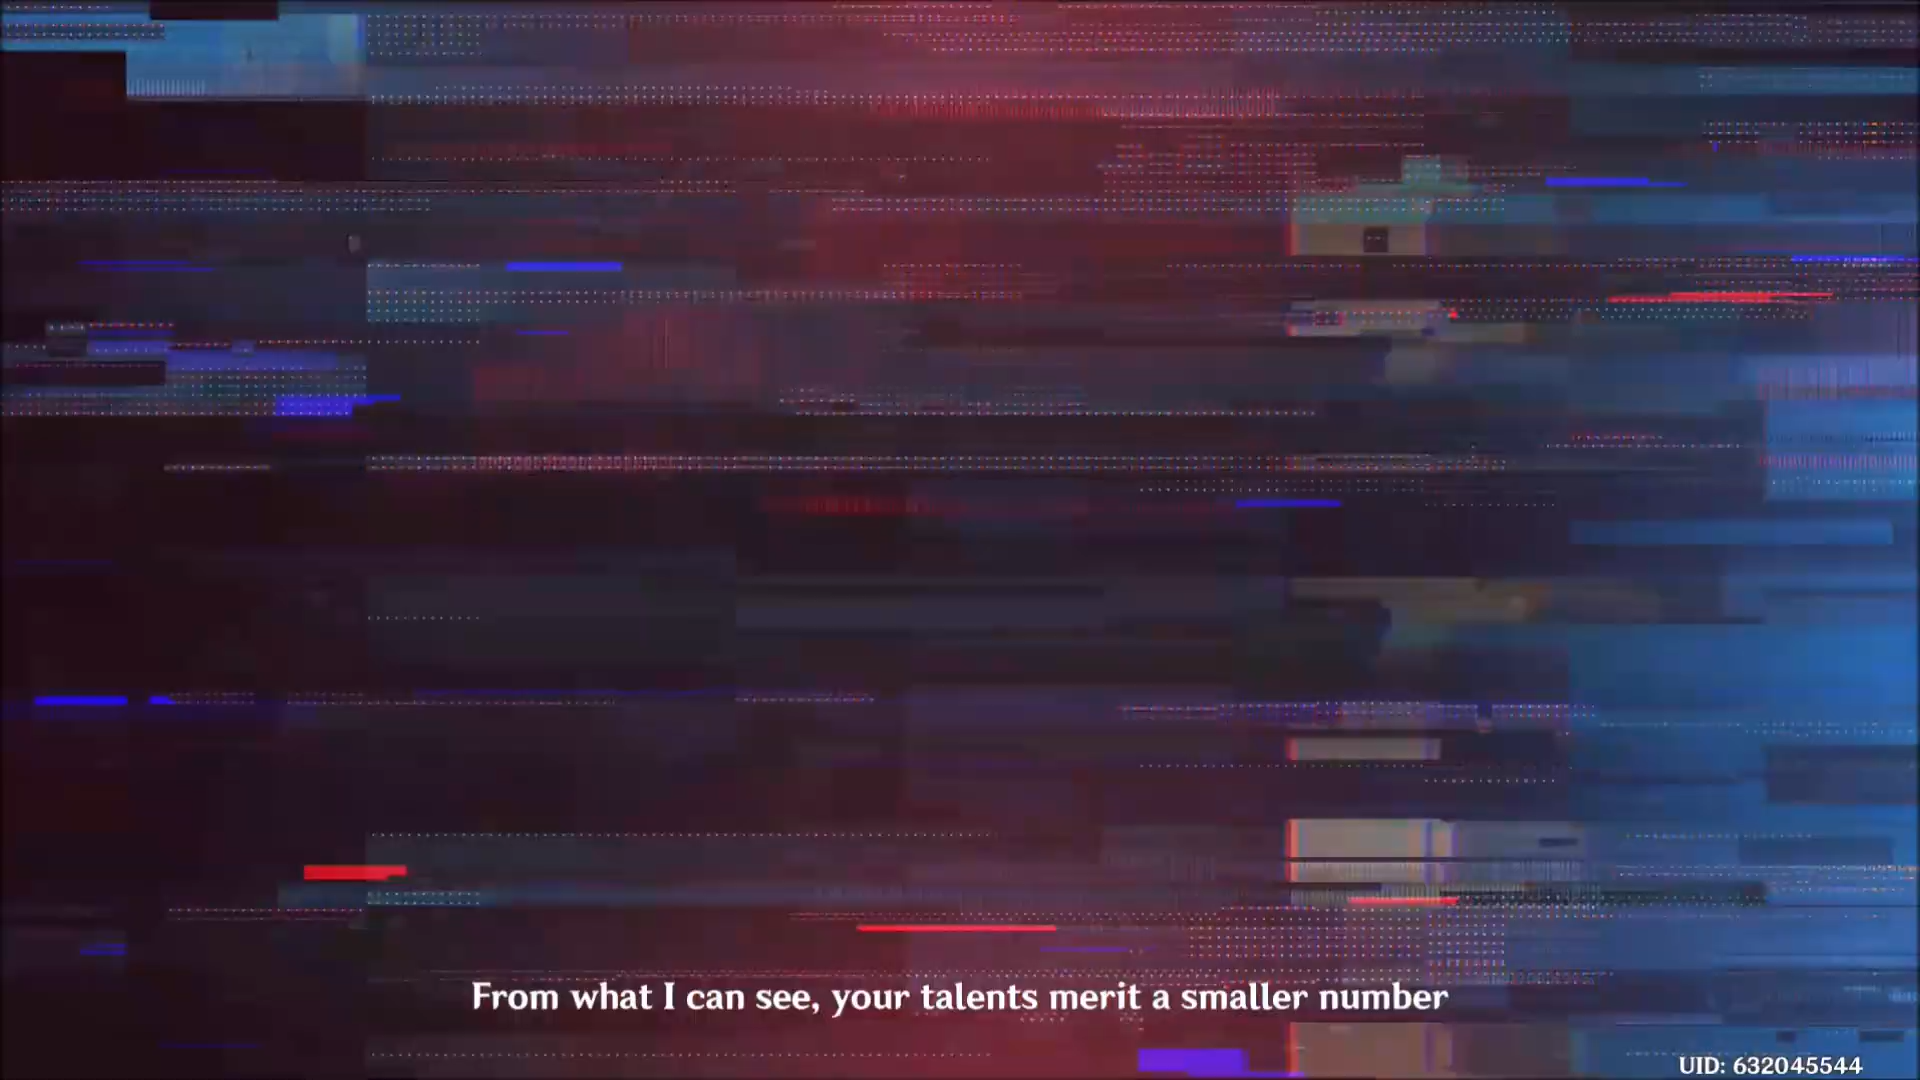 From what I can see, your talents merit a smaller number
UID: 632045544